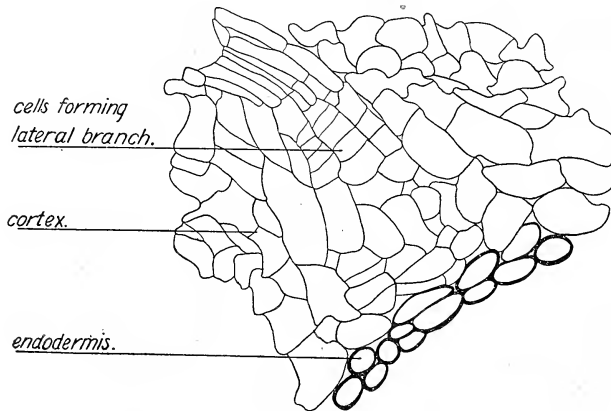 cells forming
lateral branch.
cortex.
endodermis.